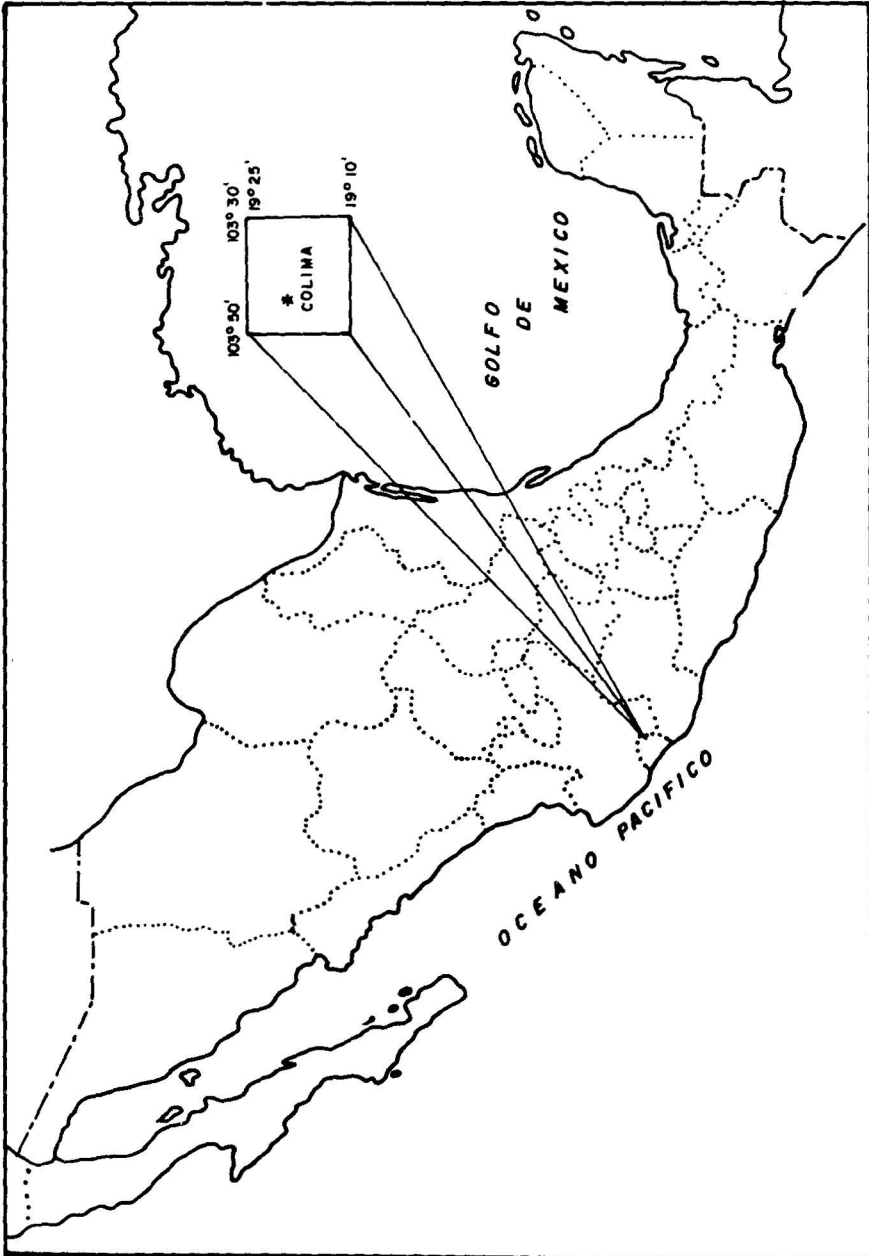 103° 50'
103° 30'
19° 25'
*
COLIMA
19° 10'
GOLFO
DE
MEXICO
OCEANO PACIFICO